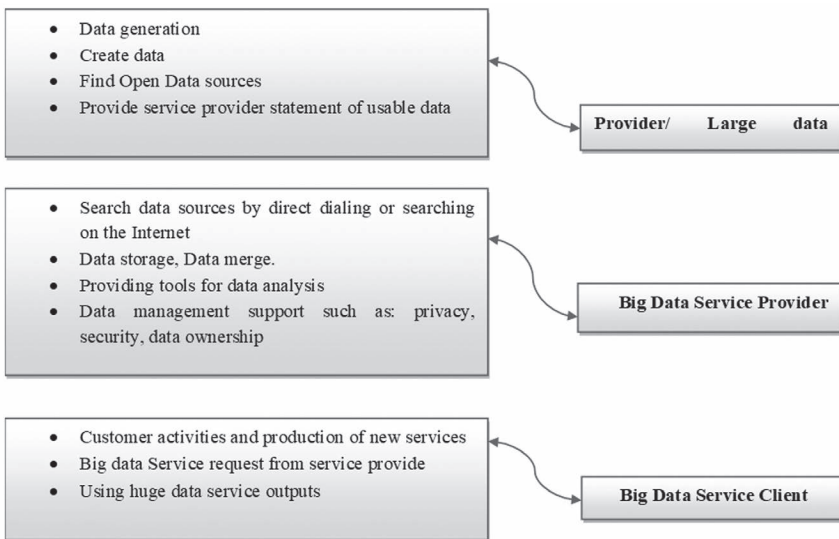 • Data generation
• Create data
• Find Open Data sources
• Provide service provider statement of usable data
Provider/ Large data
• Search data sources by direct dialing or searching
on the Internet
• Data storage, Data merge.
• Providing tools for data analysis
• Data management support such as: privacy,
security, data ownership
Big Data Service Provider
• Customer activities and production of new services
• Big data Service request from service provide
• Using huge data service outputs
Big Data Service Client